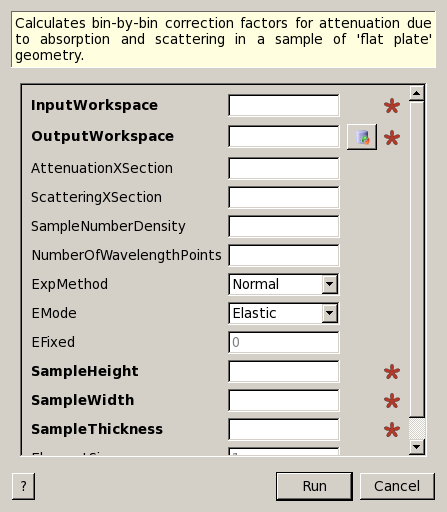 Calculates bin-by-bin correction factors for attenuation due
to absorption and scattering in a sample of 'flat plate'
geometry.
InputWorkspace
OutputWorkspace
AttenuationXSection
ScatteringXSection
SampleNumberDensity
NumberOfWavelengthPoints
ExpMethod Normal
EMode Elastic
EFixed 0
SampleHeight
SampleWidth
SampleThickness
? Run Cancel